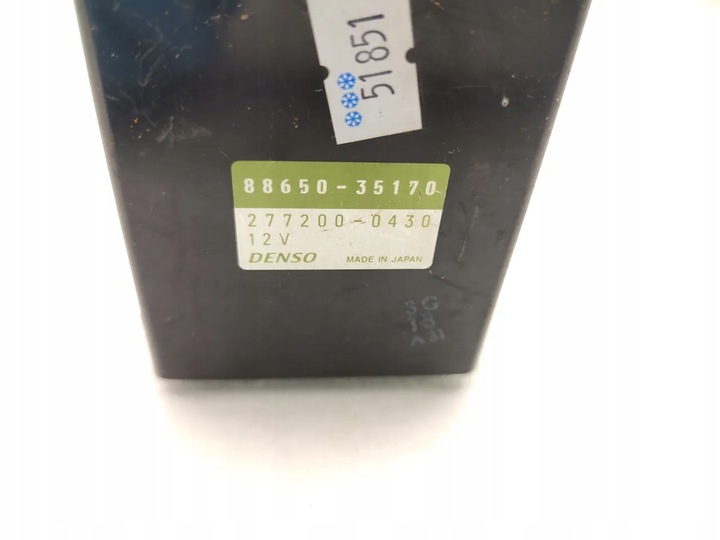 ***51851
88650-35170
277200-0430
12V
DENSO MADE IN JAPAN